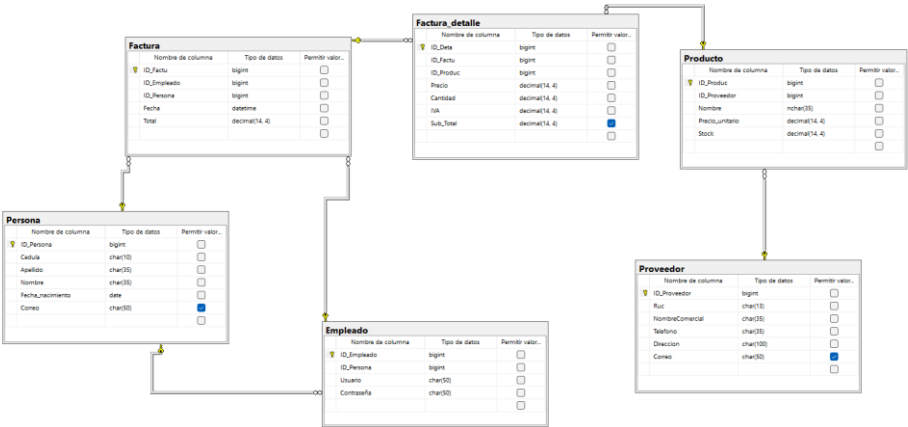 Factura
Nombre de columna Tipo de datos Permitir valor...
ID_Factu bigint
ID_Empleado bigint
ID_Persona bigint
Fecha datetime
Total decimal(14, 4)
Factura_detalle
Nombre de columna Tipo de datos Permitir valor...
ID_Deta bigint
ID_Factu bigint
ID_Produc bigint
Precio decimal(14, 4)
Cantidad decimal(14, 4)
IVA decimal(14, 4)
Sub_Total decimal(14, 4)
Producto
Nombre de columna Tipo de datos Permitir valor...
ID_Produc bigint
ID_Proveedor bigint
Nombre nchar(35)
Precio_unitario decimal(14, 4)
Stock decimal(14, 4)
Persona
Nombre de columna Tipo de datos Permitir valor...
ID_Persona bigint
Cedula char(10)
Apellido char(35)
Nombre char(35)
Fecha_nacimiento date
Correo char(50)
Empleado
Nombre de columna Tipo de datos Permitir valor...
ID_Empleado bigint
ID_Persona bigint
Usuario char(50)
Contraseña char(50)
Proveedor
Nombre de columna Tipo de datos Permitir valor...
ID_Proveedor bigint
Ruc char(13)
NombreComercial char(35)
Telefono char(35)
Direccion char(100)
Correo char(50)